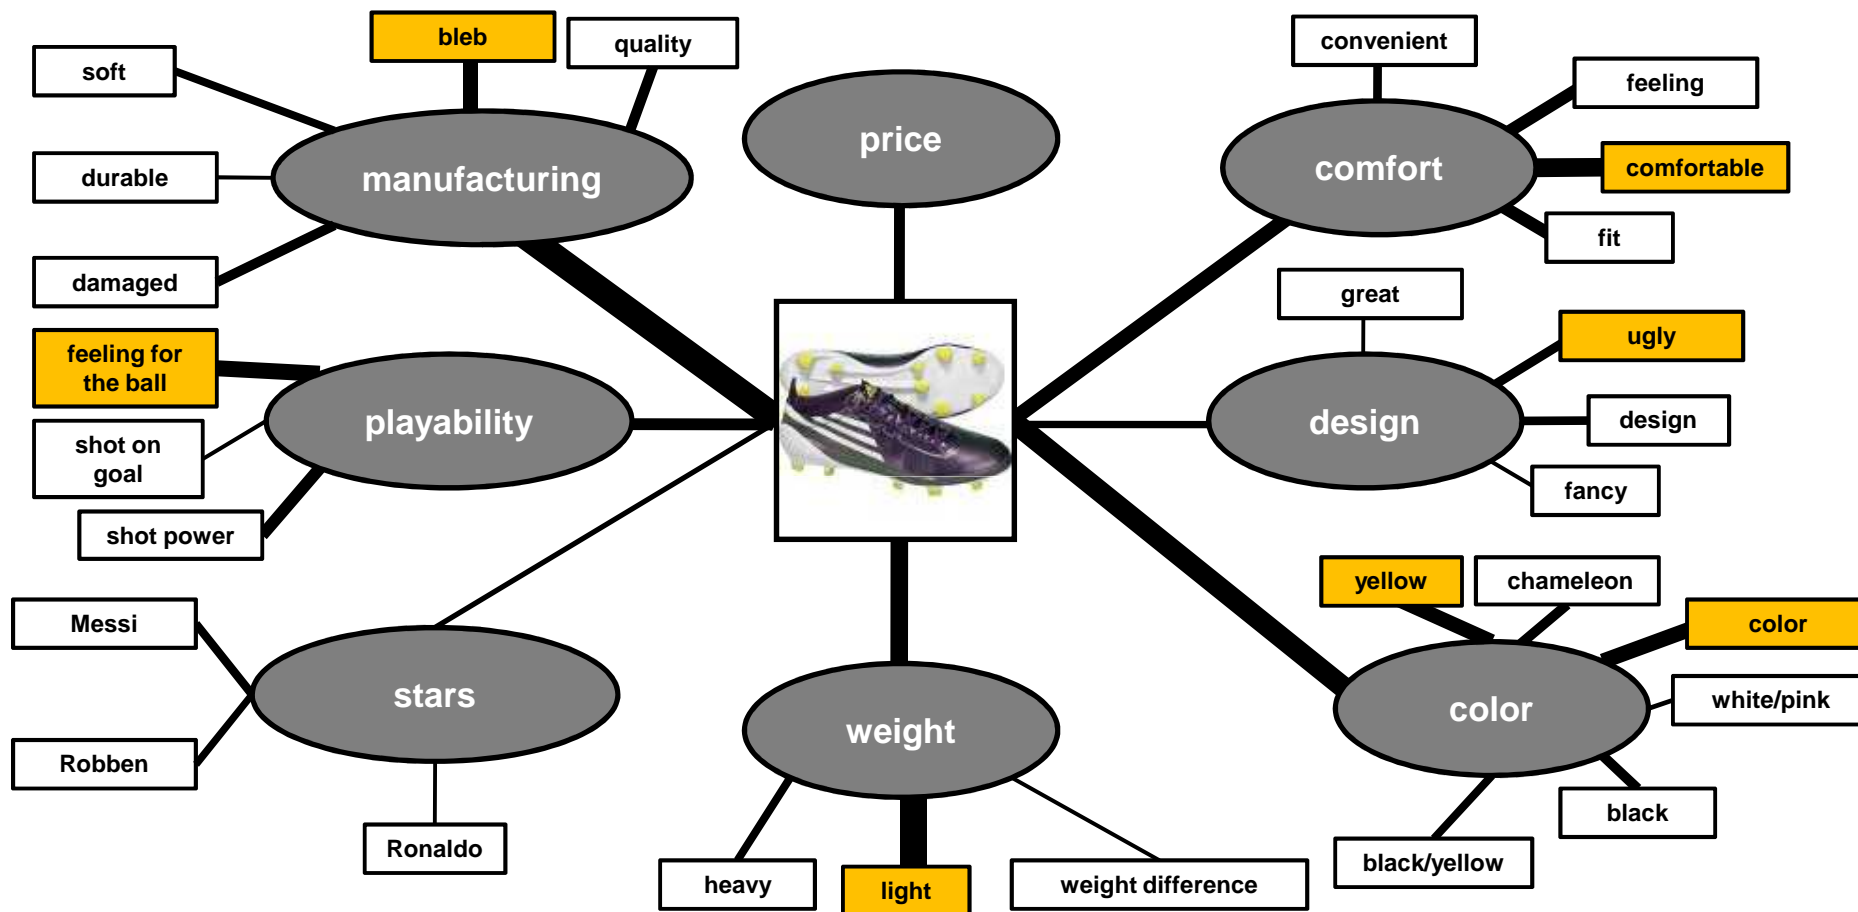 bleb
quality
soft
durable
damaged
manufacturing
price
convenient
feeling
comfortable
fit
comfort
feeling for
the ball
shot on
goal
shot power
playability
great
ugly
design
fancy
design
Messi
Robben
Ronaldo
stars
weight
heavy
light
weight difference
yellow
chameleon
color
white/pink
black
black/yellow
color